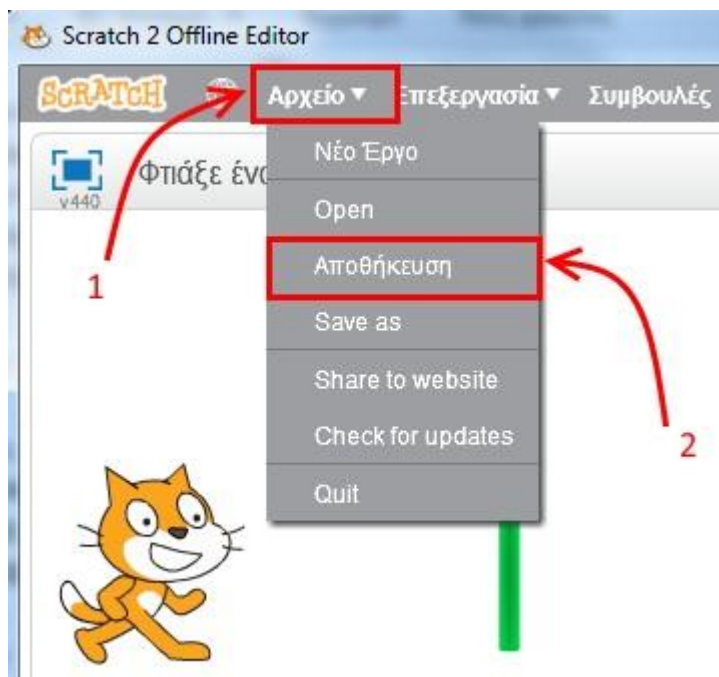 Scratch 2 Offline Editor
SCRATCH Αρχείο Επεξεργασία Συμβουλές
Νέο Έργο
v440 Φτιάξε
Open
Αποθήκευση
1
Save as
Share to website
Check for updates
2
Quit